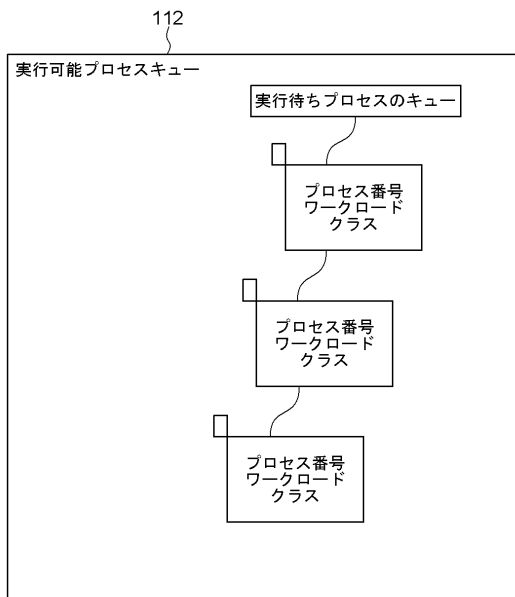 112
実行可能プロセスキュー
実行待ちプロセスのキュー
プロセス番号
ワークロード
クラス
プロセス番号
ワークロード
クラス
プロセス番号
ワークロード
クラス